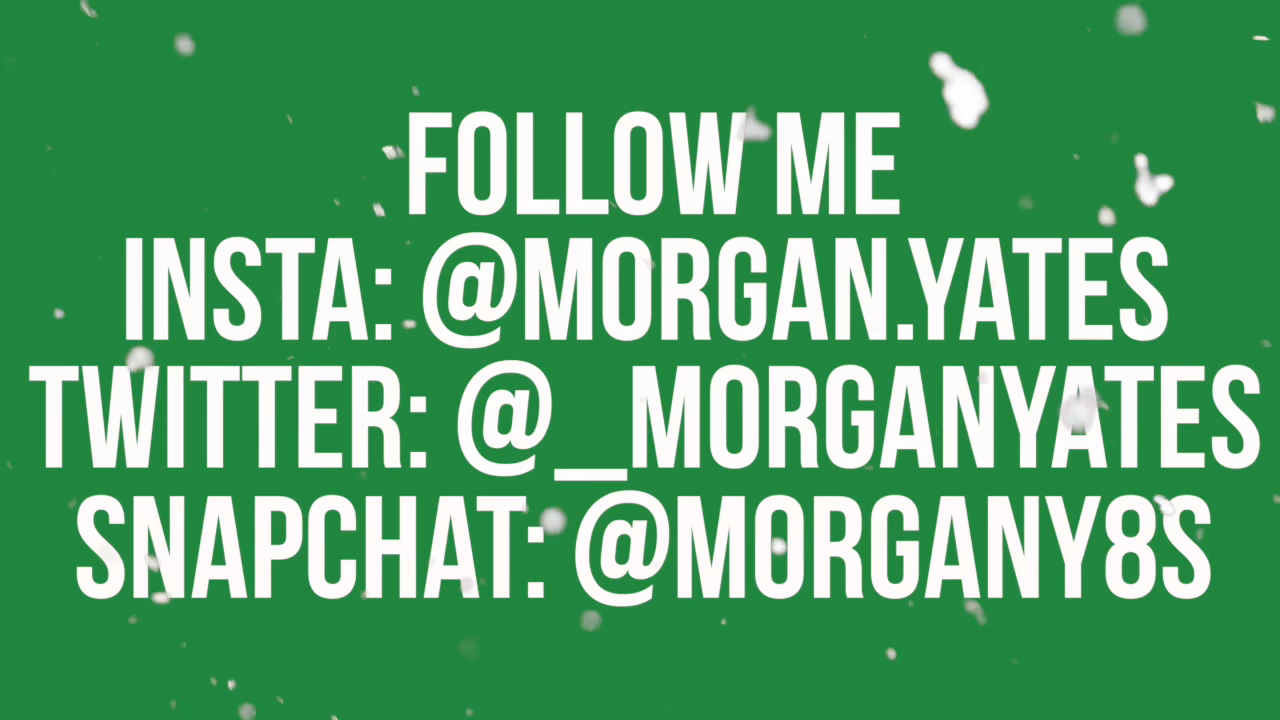 FOLLOW ME
INSTA: @MORGAN.YATES
TWITTER: @_MORGANYATES
SNAPCHAT: @MORGANY8S